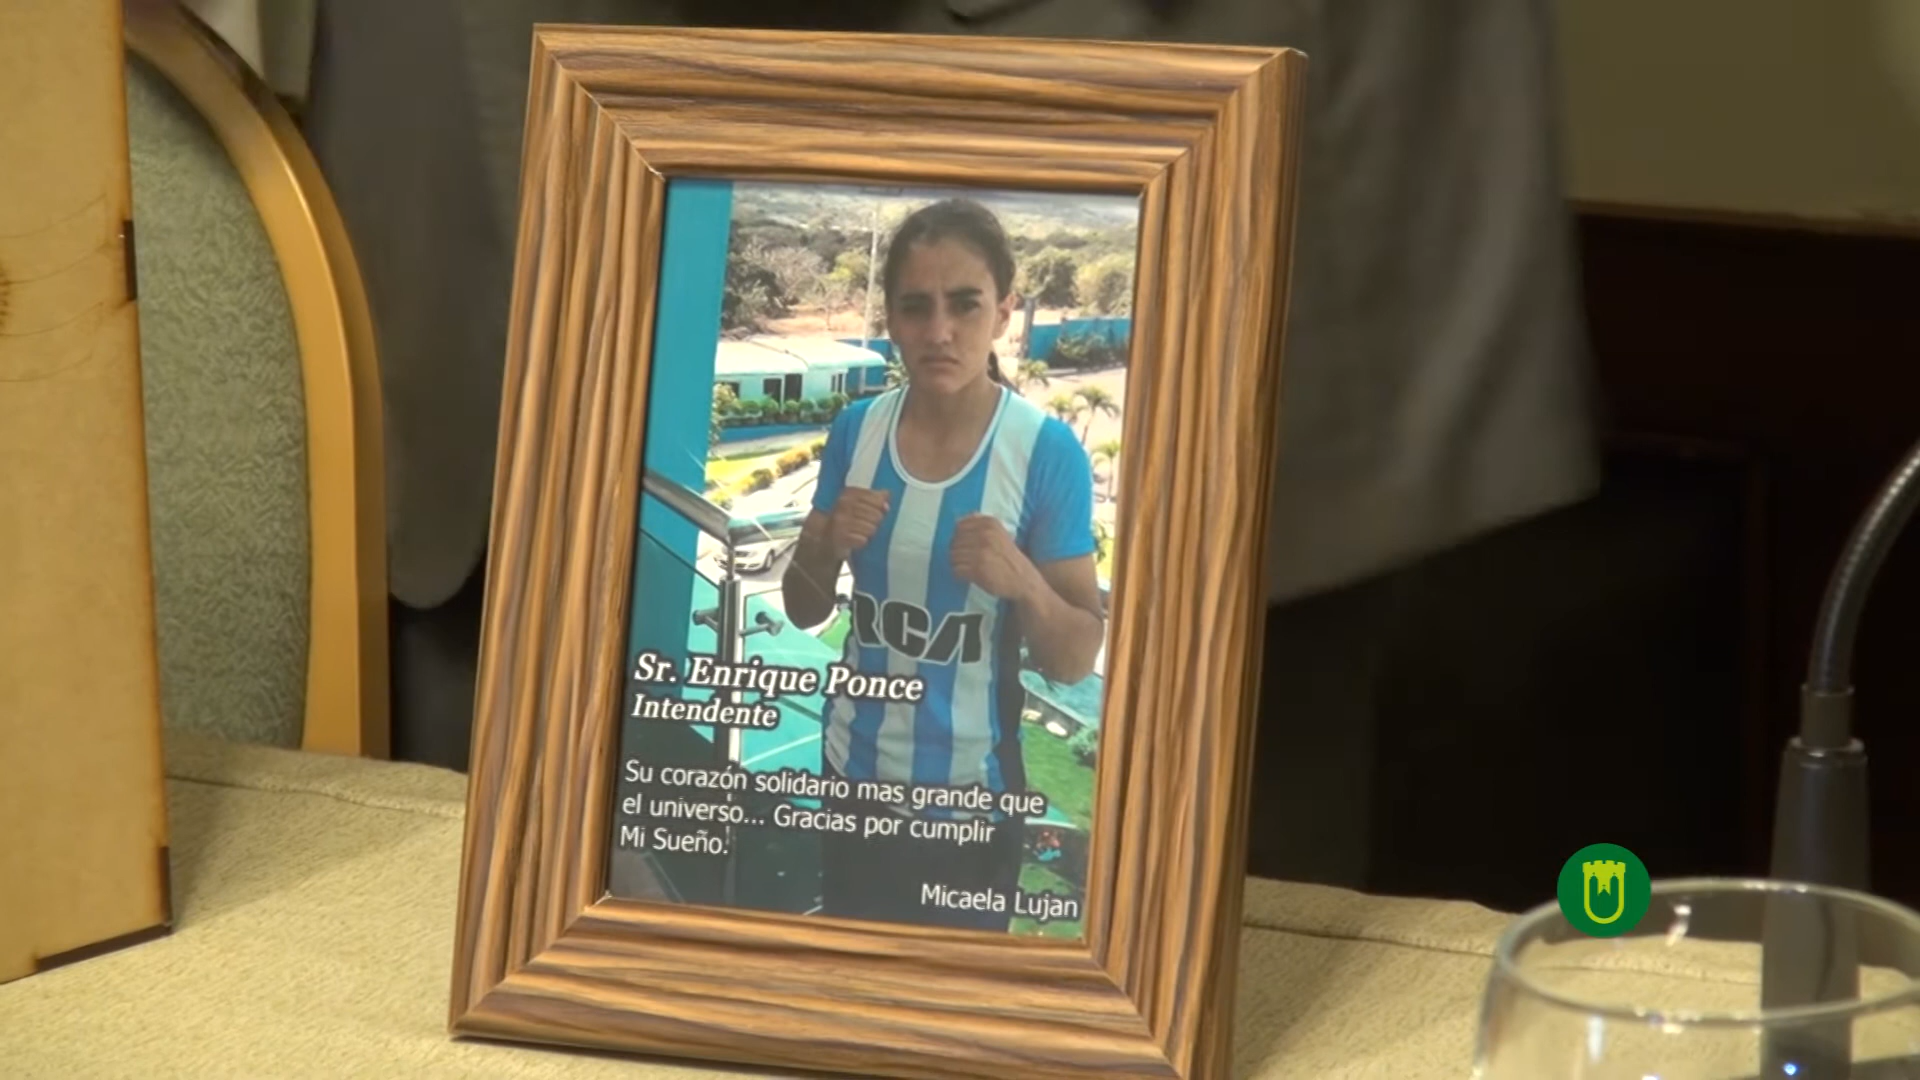 RCA
Sr. Enrique Ponce
Intendente
Su corazón solidario mas grande que
el universo... Gracias por cumplir
Mi Sueño!
Micaela Lujan